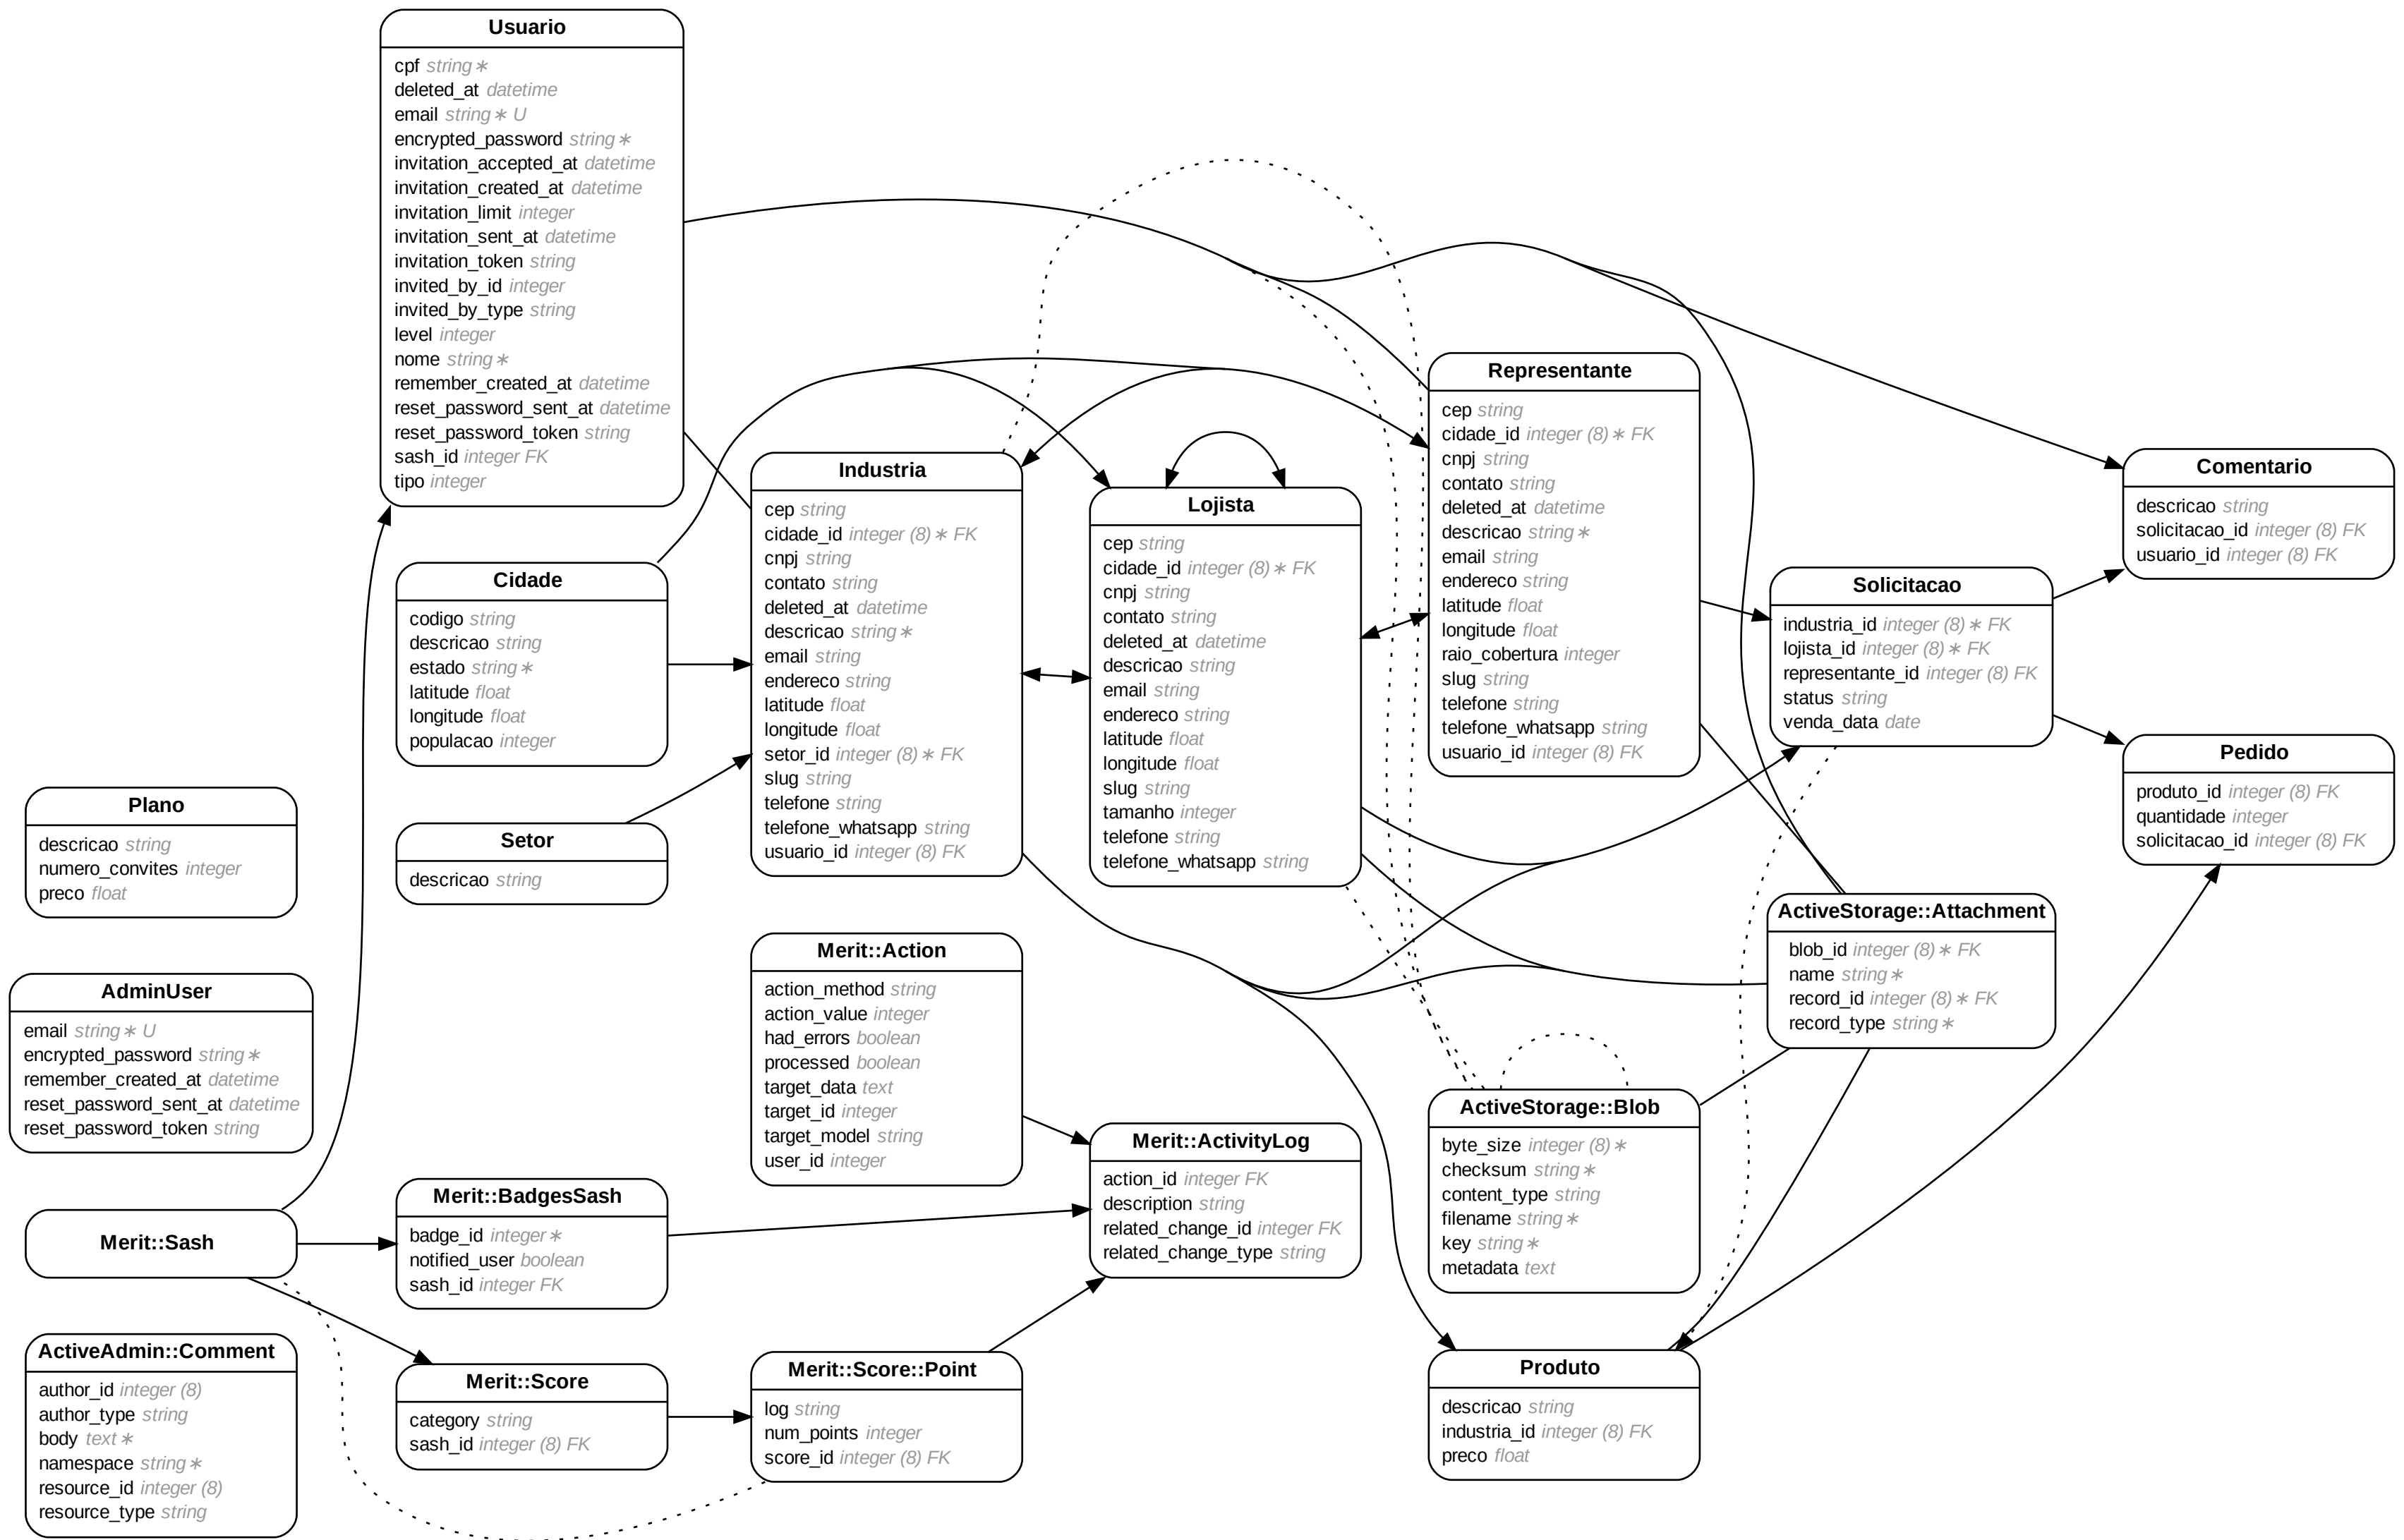 Usuario
cpf string∗
deleted_at datetime
email string∗ U
encrypted_password string∗
invitation_accepted_at datetime
invitation_created_at datetime
invitation_limit integer
invitation_sent_at datetime
invitation_token string
invited_by_id integer
invited_by_type string
level integer
nome string∗
remember_created_at datetime
reset_password_sent_at datetime
reset_password_token string
sash_id integer FK
tipo integer
Cidade
codigo string
descricao string
estado string∗
latitude float
longitude float
populacao integer
Setor
descricao string
Plano
descricao string
numero_convites integer
preco float
AdminUser
email string∗ U
encrypted_password string∗
remember_created_at datetime
reset_password_sent_at datetime
reset_password_token string
Merit::Sash
ActiveAdmin::Comment
author_id integer (8)
author_type string
body text∗
namespace string∗
resource_id integer (8)
resource_type string
Merit::BadgesSash
badge_id integer∗
notified_user boolean
sash_id integer FK
Merit::Score
category string
sash_id integer (8) FK
Industria
cep string
cidade_id integer (8)∗ FK
cnpj string
contato string
deleted_at datetime
descricao string∗
email string
endereco string
latitude float
longitude float
setor_id integer (8)∗ FK
slug string
telefone string
telefone_whatsapp string
usuario_id integer (8) FK
Merit::Action
action_method string
action_value integer
had_errors boolean
processed boolean
target_data text
target_id integer
target_model string
user_id integer
Merit::Score::Point
log string
num_points integer
score_id integer (8) FK
Lojista
cep string
cidade_id integer (8)∗ FK
cnpj string
contato string
deleted_at datetime
descricao string
email string
endereco string
latitude float
longitude float
slug string
tamanho integer
telefone string
telefone_whatsapp string
Merit::ActivityLog
action_id integer FK
description string
related_change_id integer FK
related_change_type string
Representante
cep string
cidade_id integer (8)∗ FK
cnpj string
contato string
deleted_at datetime
descricao string∗
email string
endereco string
latitude float
longitude float
raio_cobertura integer
slug string
telefone string
telefone_whatsapp string
usuario_id integer (8) FK
ActiveStorage::Blob
byte_size integer (8)∗
checksum string∗
content_type string
filename string∗
key string∗
metadata text
Produto
descricao string
industria_id integer (8) FK
preco float
Solicitacao
industria_id integer (8)∗ FK
lojista_id integer (8)∗ FK
representante_id integer (8) FK
status string
venda_data date
ActiveStorage::Attachment
blob_id integer (8)∗ FK
name string∗
record_id integer (8)∗ FK
record_type string∗
Comentario
descricao string
solicitacao_id integer (8) FK
usuario_id integer (8) FK
Pedido
produto_id integer (8) FK
quantidade integer
solicitacao_id integer (8) FK